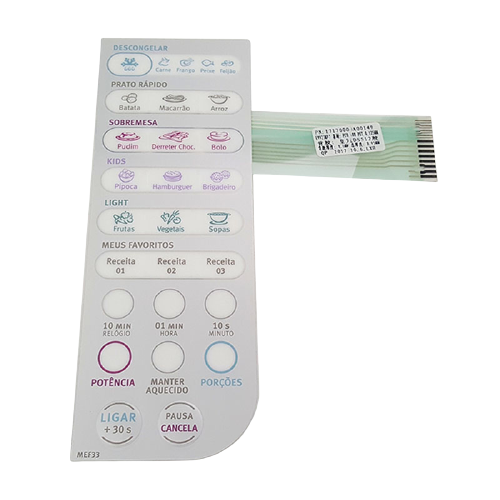 DESCONGELAR
Carne Frango Peixe Feijão
PRATO RÁPIDO
Batata Macarrão Arroz
SOBREMESA
Pudim Derreter Choc. Bolo
KIDS
Pipoca Hamburguer Brigadeiro
LIGHT
Frutas Vegetais Sopas
MEUS FAVORITOS
Receita Receita Receita
01 02 03
10 MIN 01 MIN 10 s
RELÓGIO HORA MINUTO
POTÊNCIA MANTER PORÇÕES
AQUECIDO
LIGAR PAUSA
+ 30 s CANCELA
MEF33